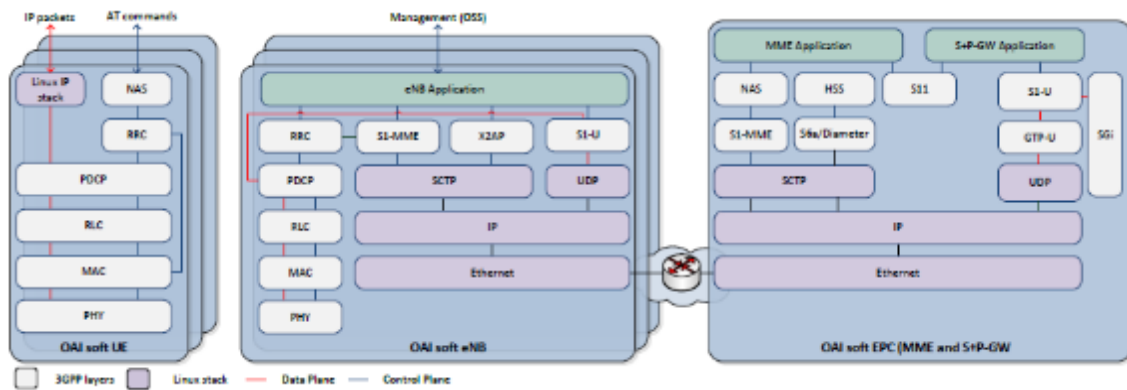 IP packets
AT commands
Management (OSS)
Linux IP
stack
NAS
RRC
PDCP
RLC
MAC
PHY
OAI soft UE
eNB Application
RRC
S1-MME
X2AP
S1-U
PDCP
SCTP
UDP
RLC
IP
MAC
Ethernet
PHY
OAI soft eNB
MME Application
S+P-GW Application
NAS
HSS
S11
S1-U
S1-MME
S6a/Diameter
GTP-U
SGi
SCTP
UDP
IP
Ethernet
OAI soft EPC (MME and S+P-GW
3GPP layers
Linux stack
Data Plane
Control Plane